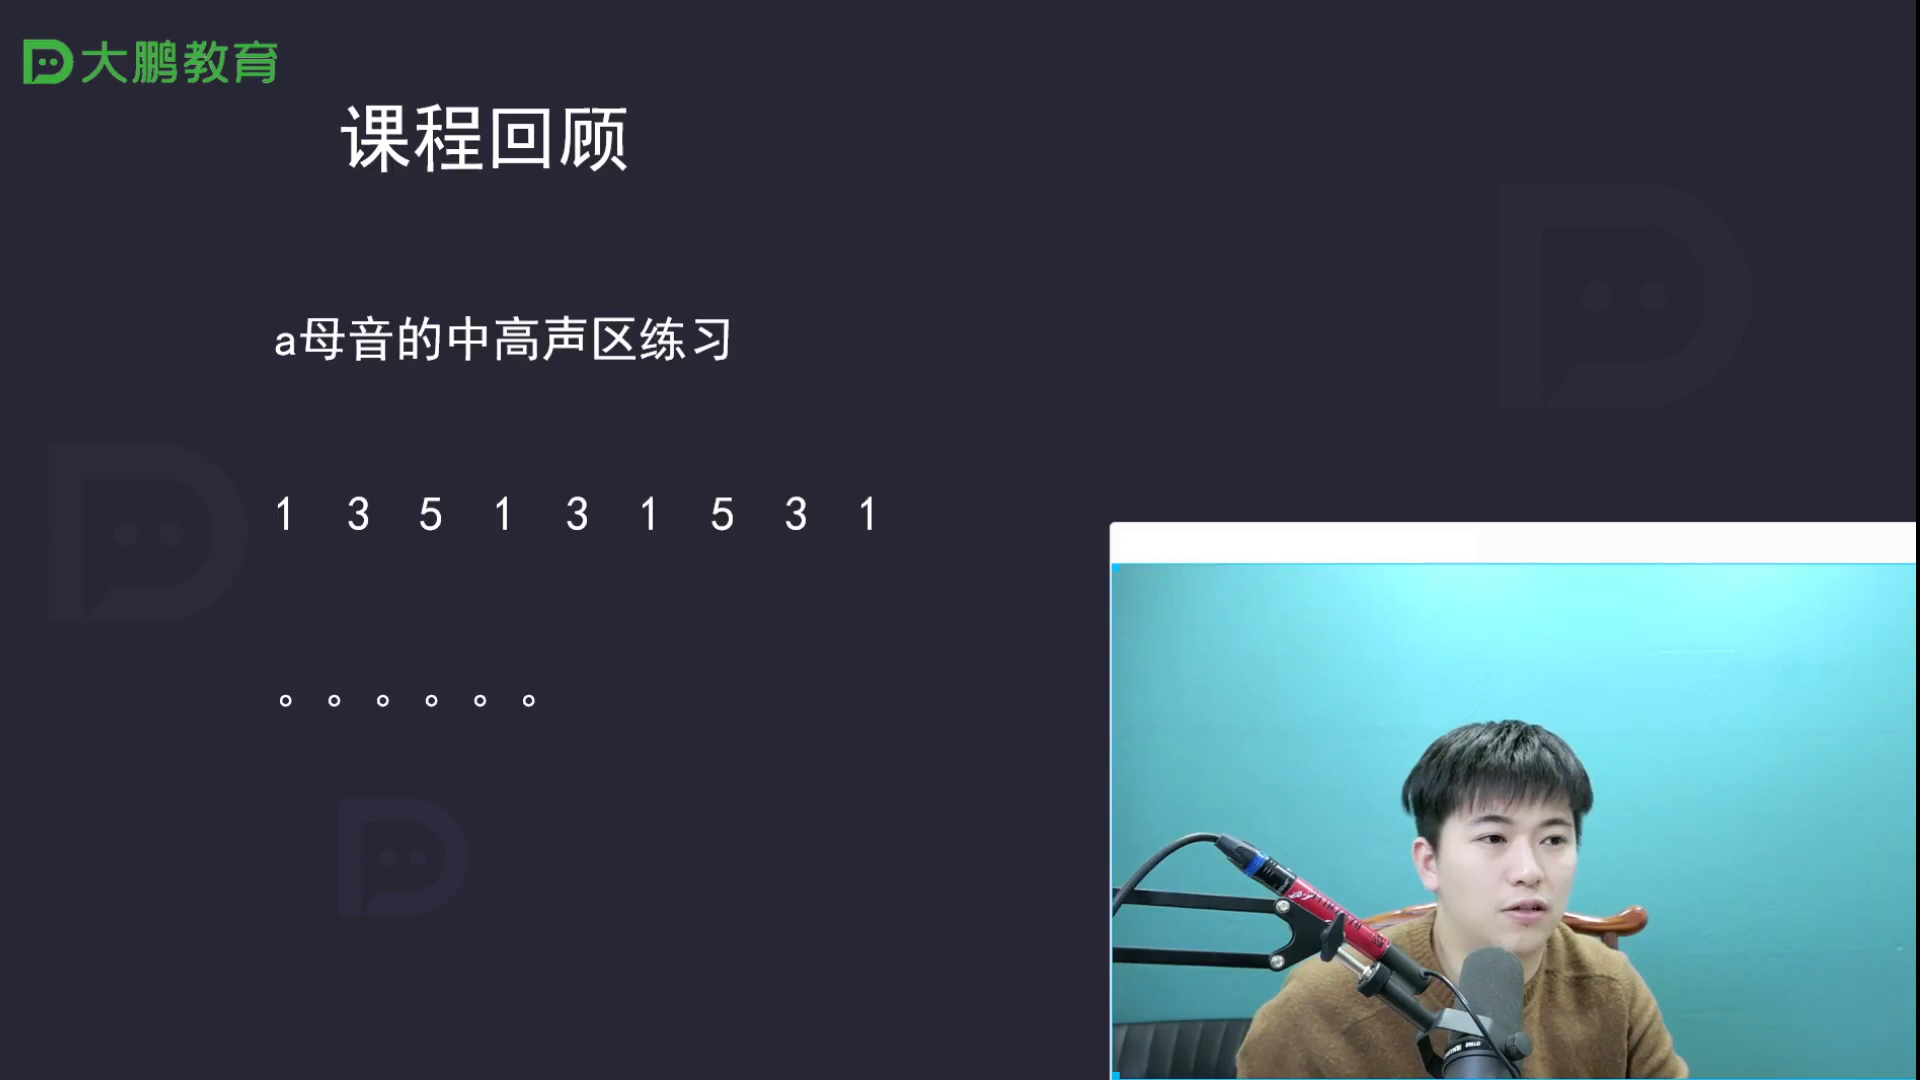 大鹏教育
课程回顾
a母音的中高声区练习
1 3 5 1 3 1 5 3 1
。。。。。。